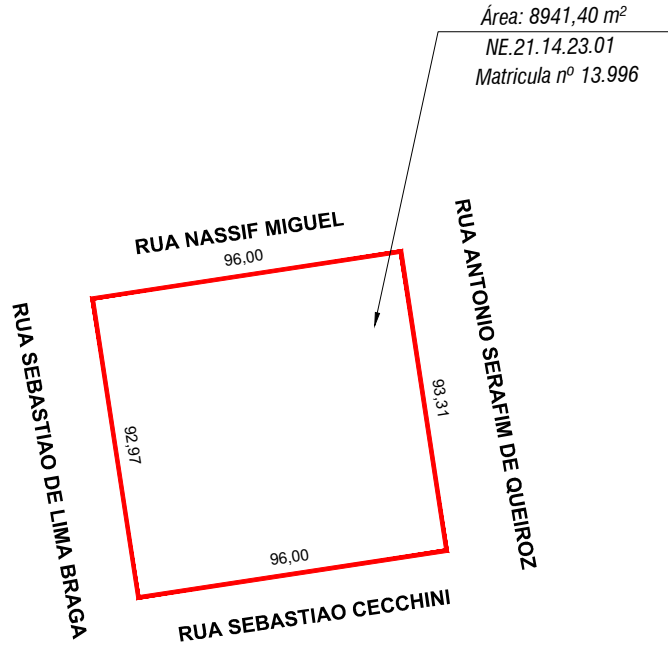 Área: 8941,40 m²
NE.21.14.23.01
Matricula nº 13.996
RUA NASSIF MIGUEL
96,00
RUA ANTONIO SERAFIM DE QUEIROZ
93,31
RUA SEBASTIAO DE LIMA BRAGA
92,97
96,00
RUA SEBASTIAO CECCHINI